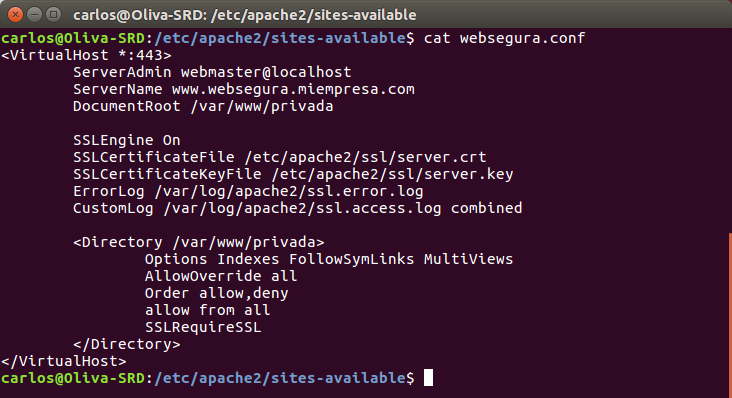 carlos@Oliva-SRD: /etc/apache2/sites-available
carlos@Oliva-SRD:/etc/apache2/sites-available$ cat websegura.conf
<VirtualHost *:443>
        ServerAdmin webmaster@localhost
        ServerName www.websegura.miempresa.com
        DocumentRoot /var/www/privada

        SSLEngine On
        SSLCertificateFile /etc/apache2/ssl/server.crt
        SSLCertificateKeyFile /etc/apache2/ssl/server.key
        ErrorLog /var/log/apache2/ssl.error.log
        CustomLog /var/log/apache2/ssl.access.log combined

        <Directory /var/www/privada>
                Options Indexes FollowSymLinks MultiViews
                AllowOverride all
                Order allow,deny
                allow from all
                SSLRequireSSL
        </Directory>
</VirtualHost>
carlos@Oliva-SRD:/etc/apache2/sites-available$